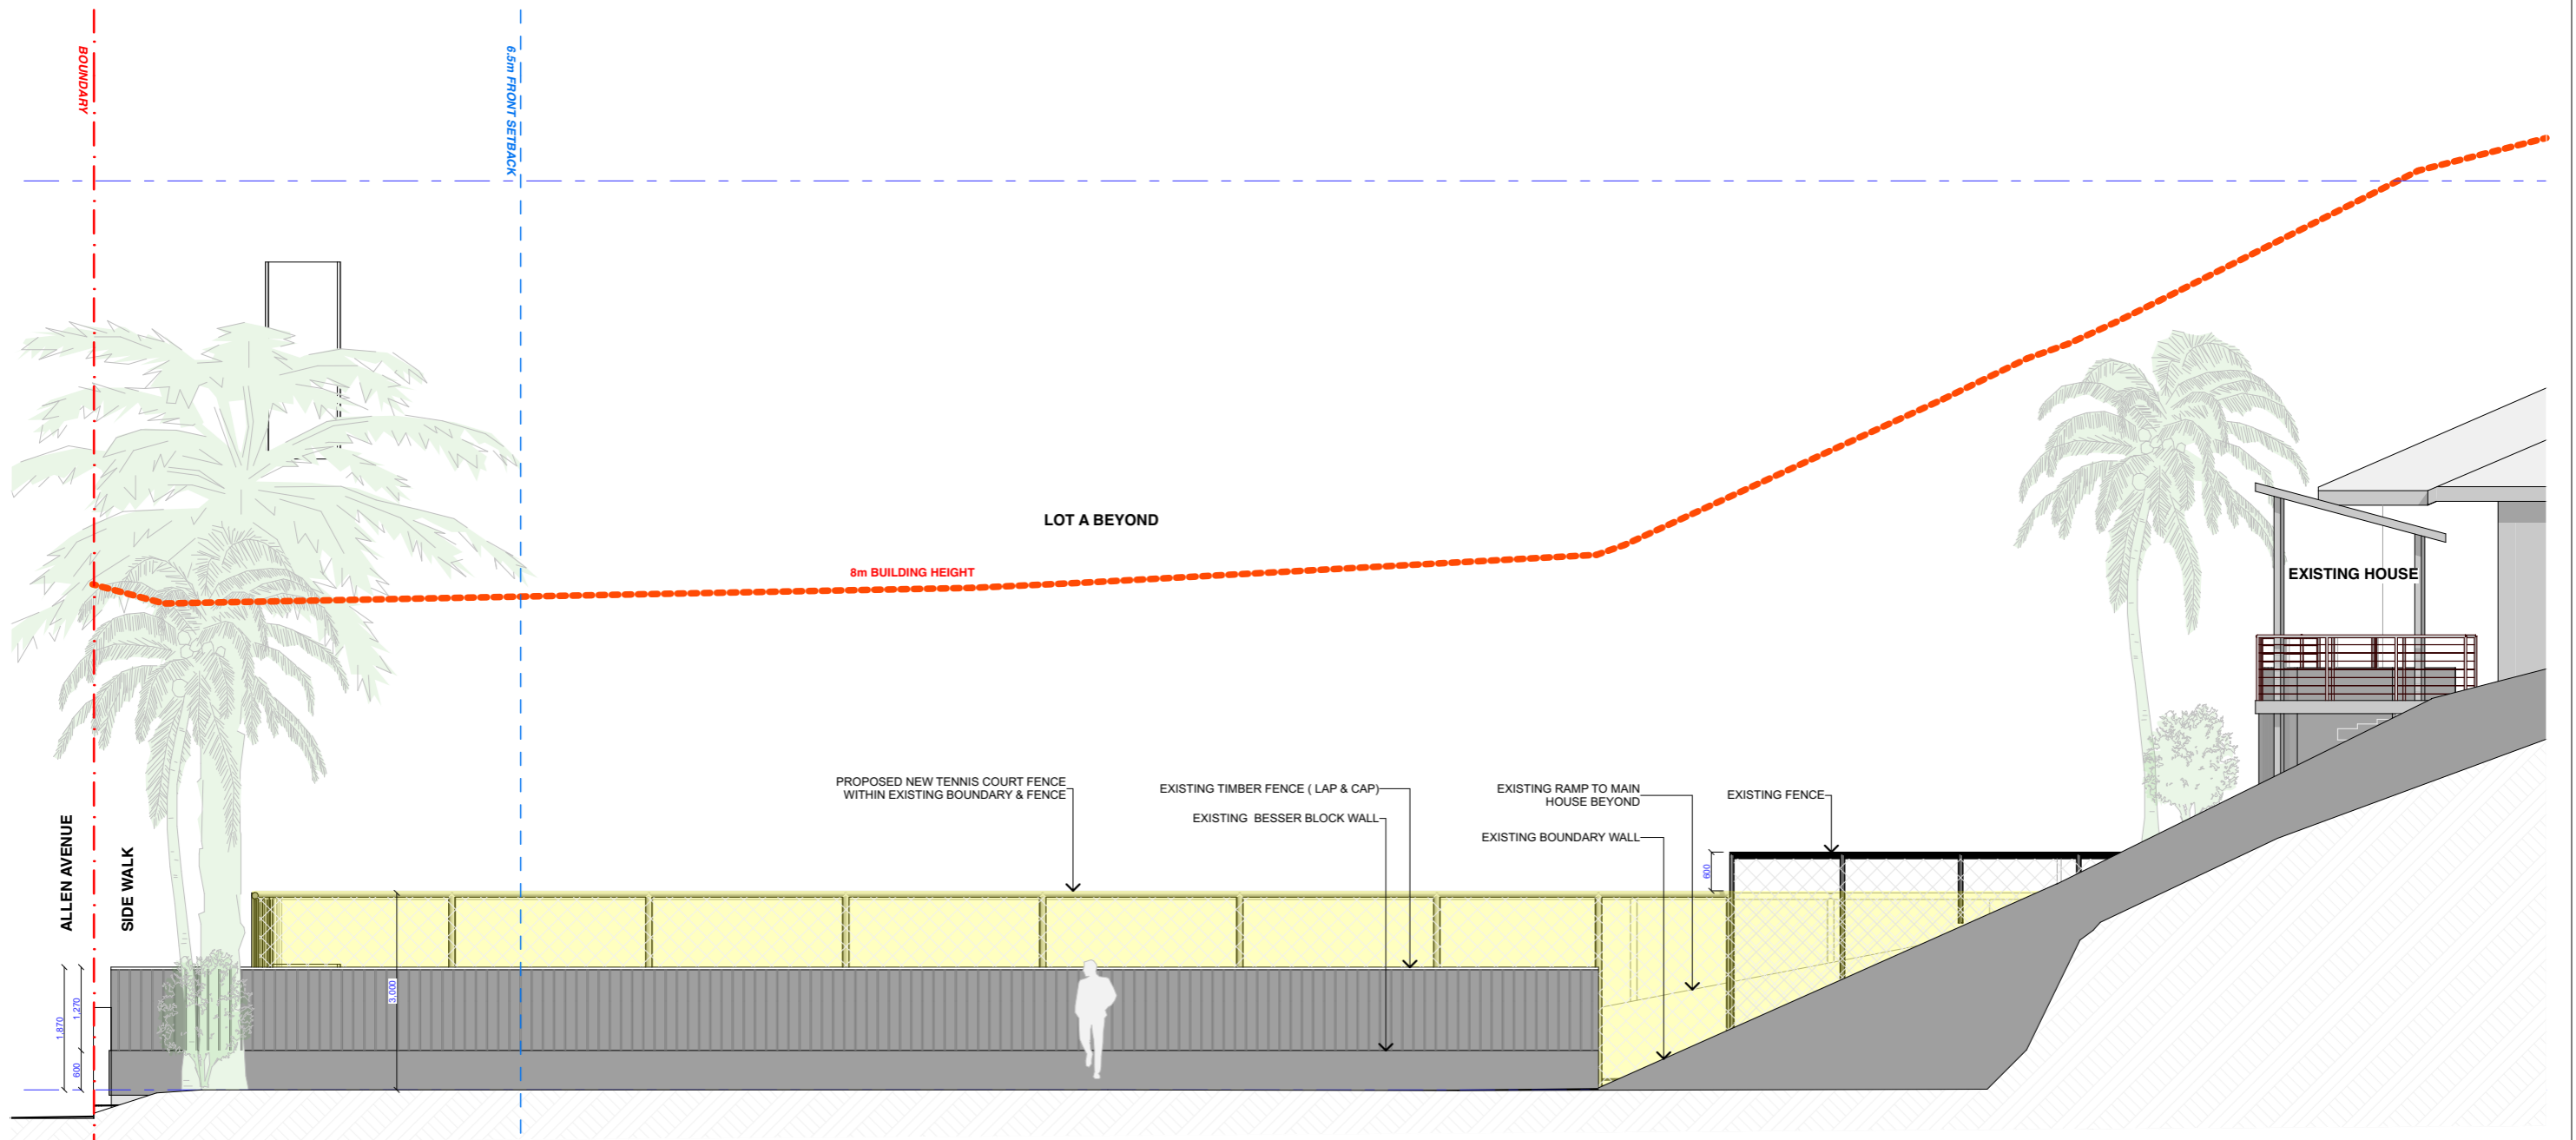 BOUNDARY
6.5m FRONT SETBACK
LOT A BEYOND
8m BUILDING HEIGHT
EXISTING HOUSE
PROPOSED NEW TENNIS COURT FENCE
WITHIN EXISTING BOUNDARY & FENCE
EXISTING TIMBER FENCE ( LAP & CAP)
EXISTING BESSER BLOCK WALL
EXISTING RAMP TO MAIN
HOUSE BEYOND
EXISTING BOUNDARY WALL
EXISTING FENCE
600
ALLEN AVENUE
SIDE WALK
3,000
1,870
1,270
600